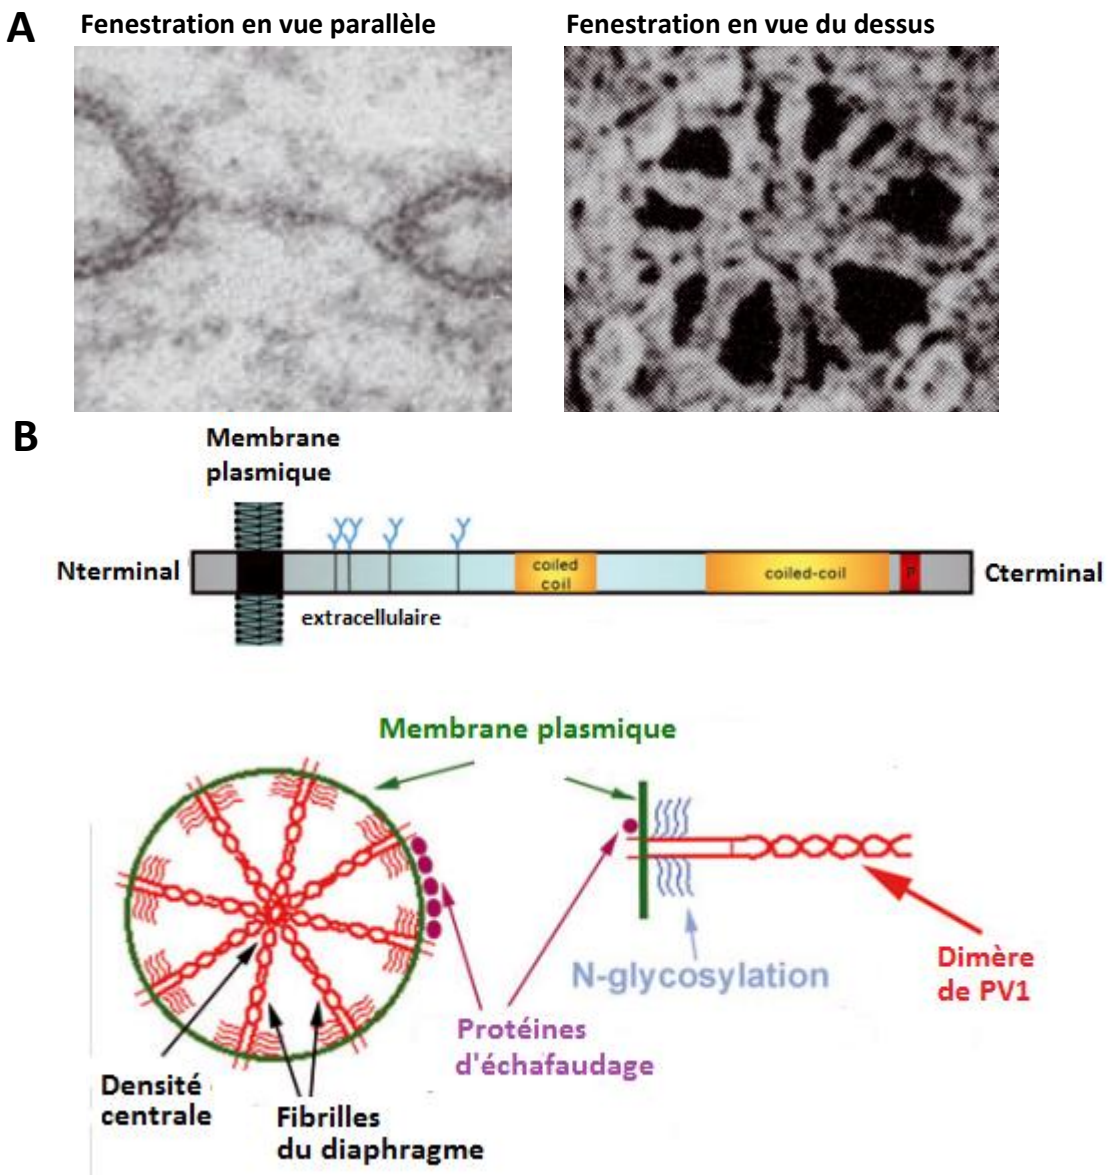 A
Fenestration en vue parallèle
Fenestration en vue du dessus
B
Membrane
plasmique
Nterminal
coiled
coil
coiled-coil
P
Cterminal
extracellulaire
Membrane plasmique
N-glycosylation
Dimère
de PV1
Protéines
d'échafaudage
Densité
centrale
Fibrilles
du diaphragme